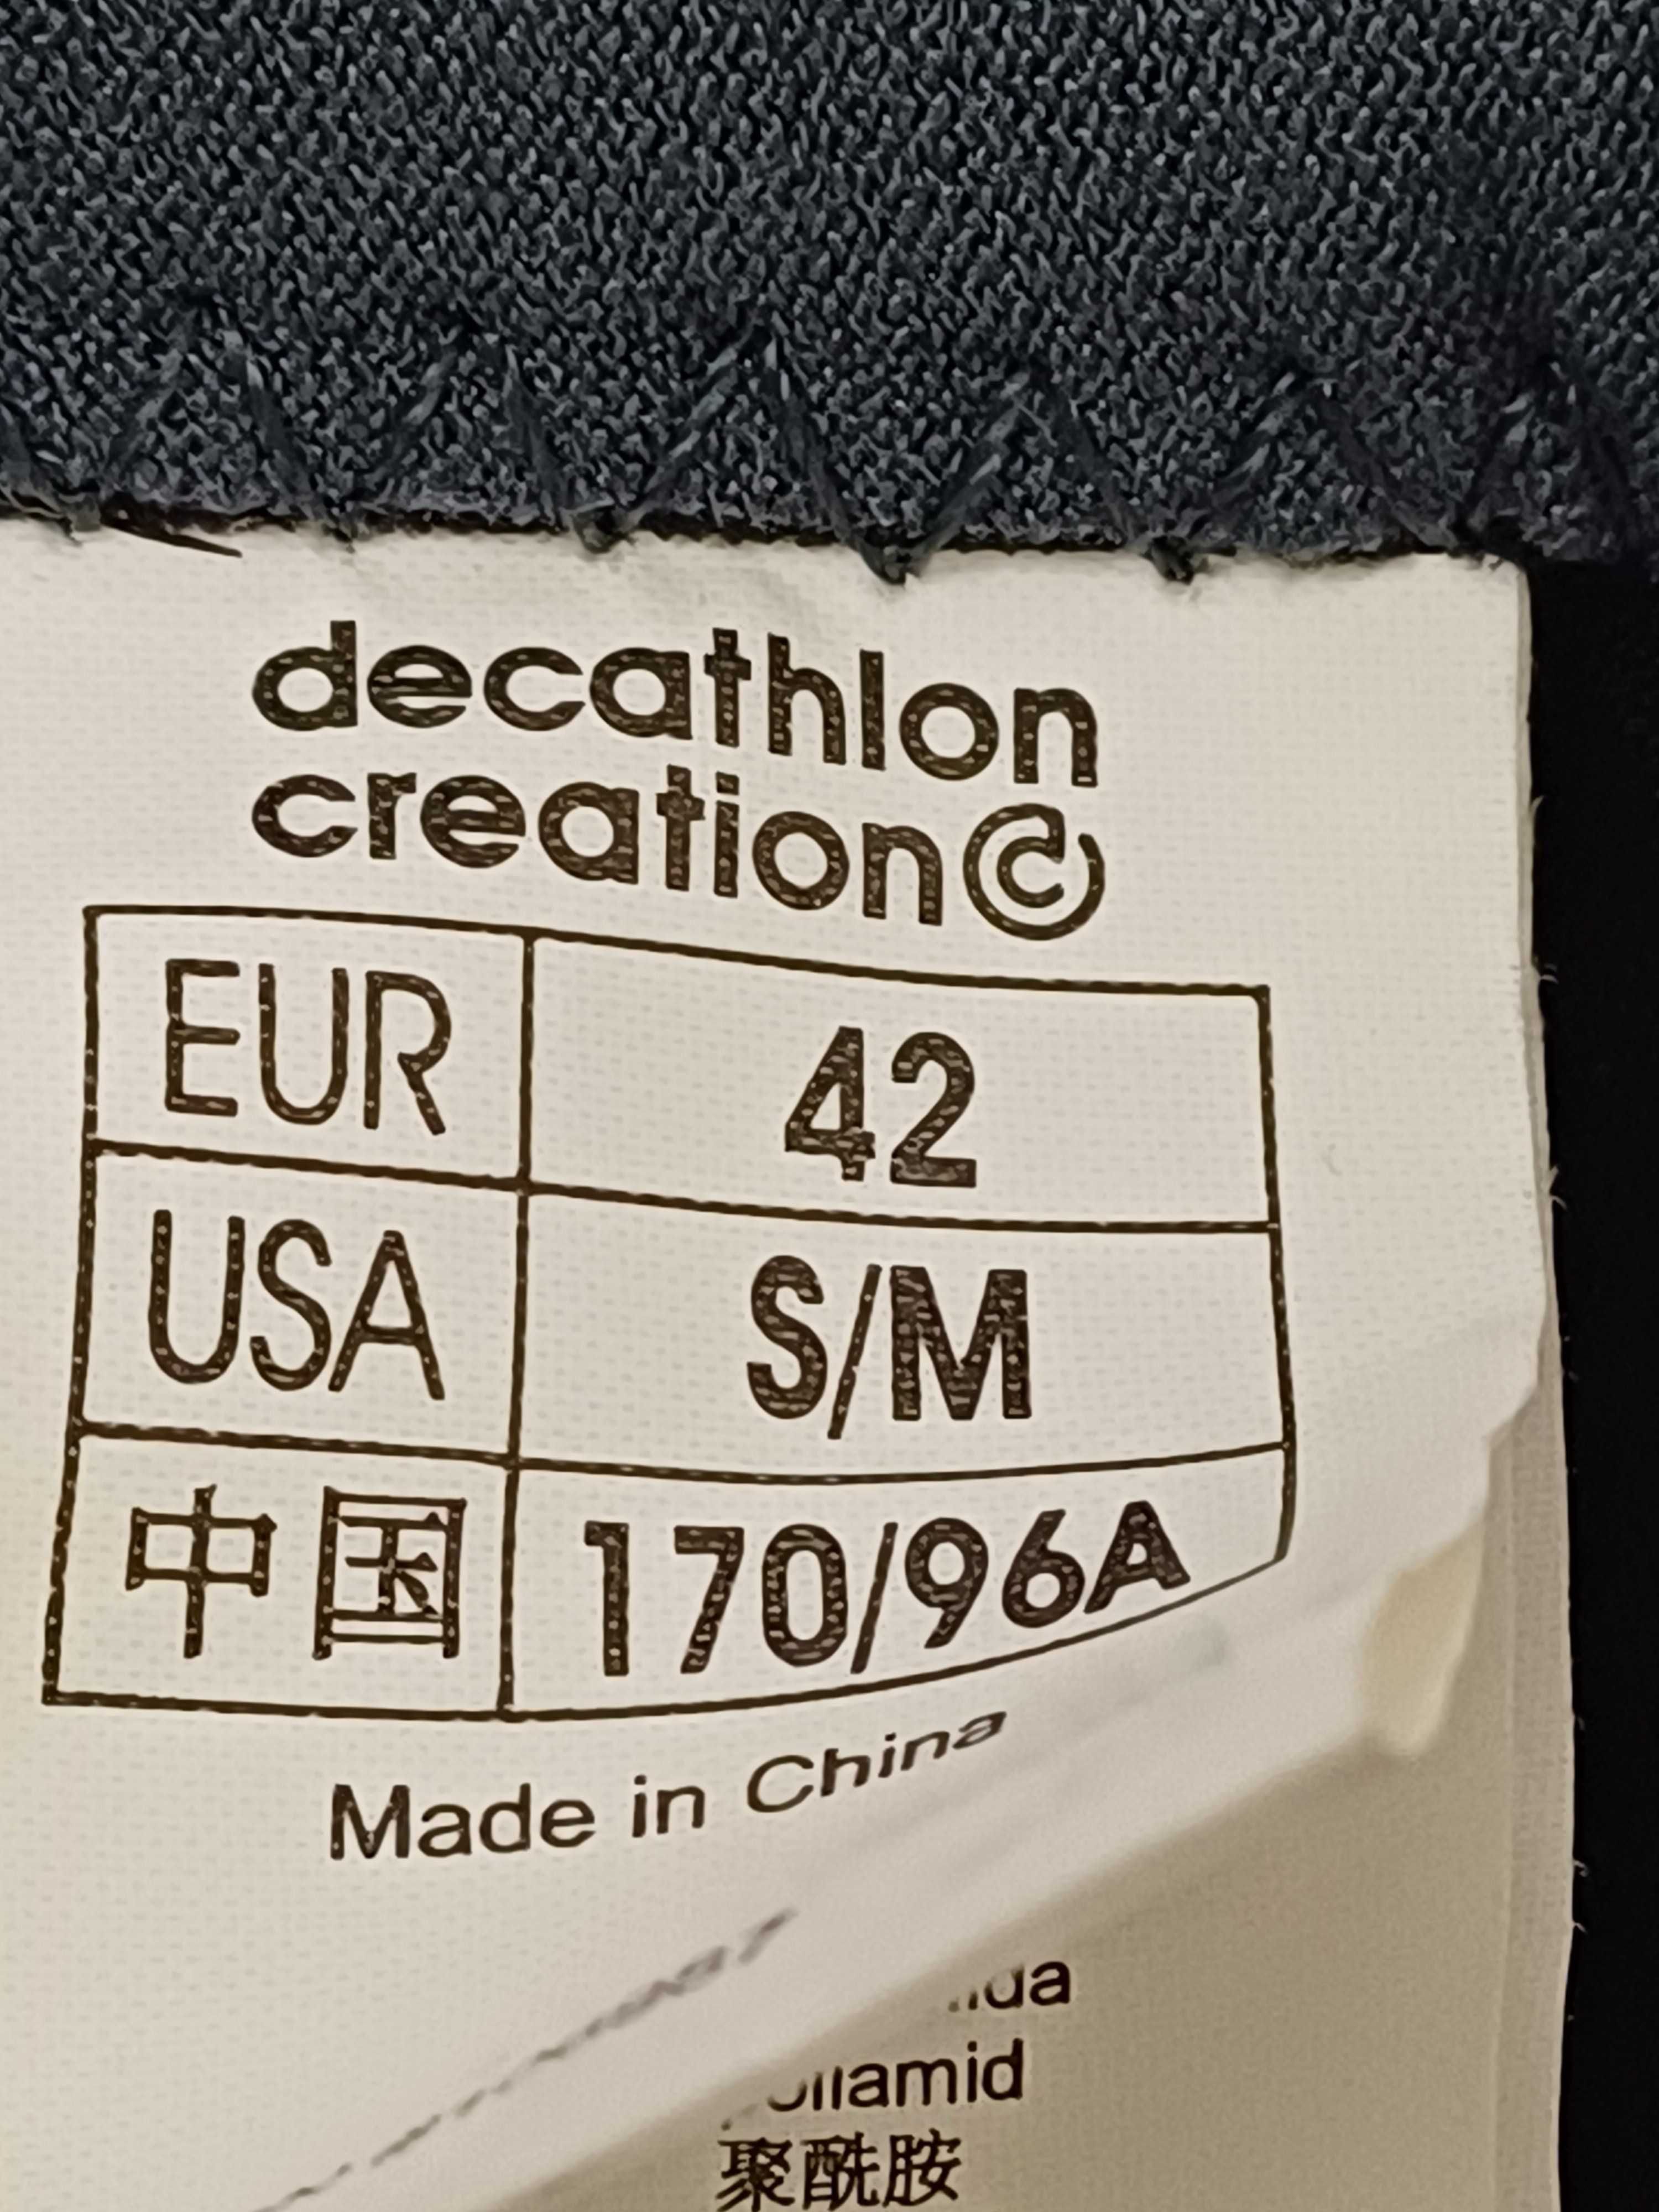 decathlon
creation©
EUR 42
USA S/M
中国 170/96A
Made in China
聚酰胺